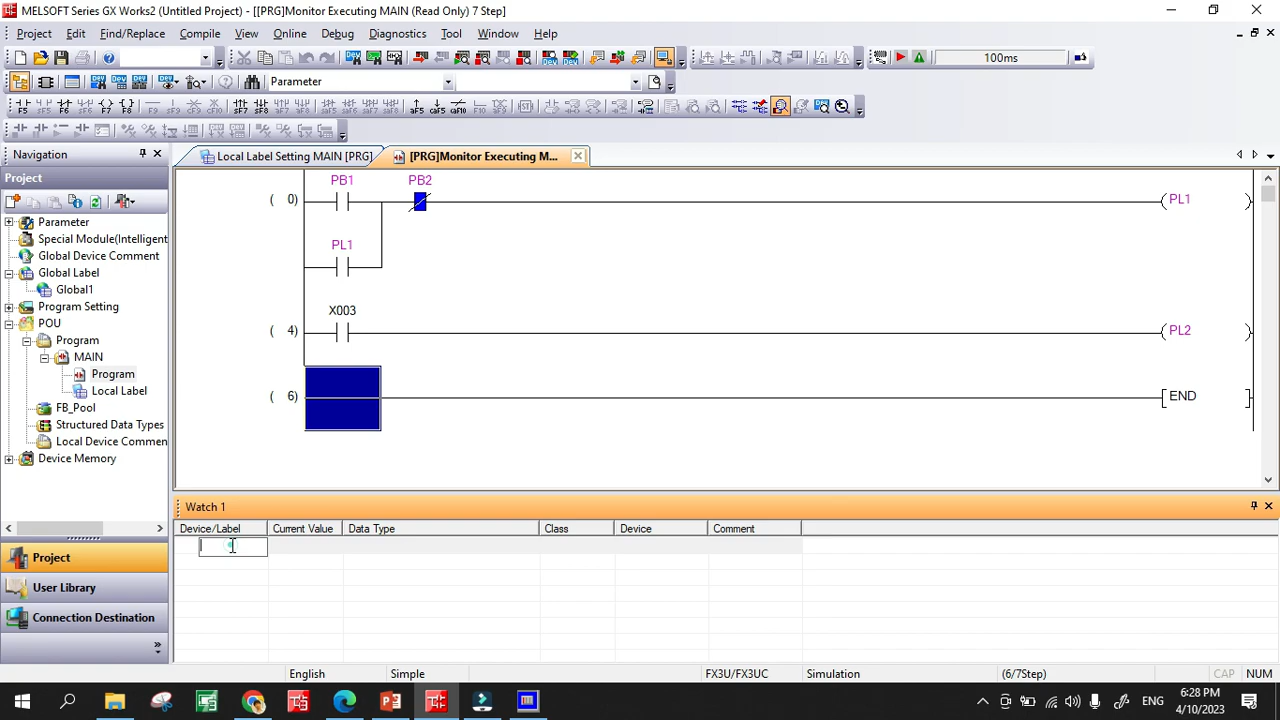 MELSOFT Series GX Works2 (Untitled Project) - [[PRG]Monitor Executing MAIN (Read Only) 7 Step]
Project Edit Find/Replace Compile View Online Debug Diagnostics Tool Window Help
100ms
Parameter
Navigation
Local Label Setting MAIN [PRG]
[PRG]Monitor Executing M...
Project
Parameter
Special Module(Intelligent
Global Device Comment
Global Label
Global1
Program Setting
POU
Program
MAIN
Program
Local Label
FB_Pool
Structured Data Types
Local Device Commen
Device Memory
PB1 PB2
( 0) PL1
PL1
X003
( 4) PL2
( 6) END
Watch 1
Device/Label Current Value Data Type Class Device Comment
Project
User Library
Connection Destination
English Simple FX3U/FX3UC Simulation (6/7Step) CAP NUM
ENG
6:28 PM
4/10/2023